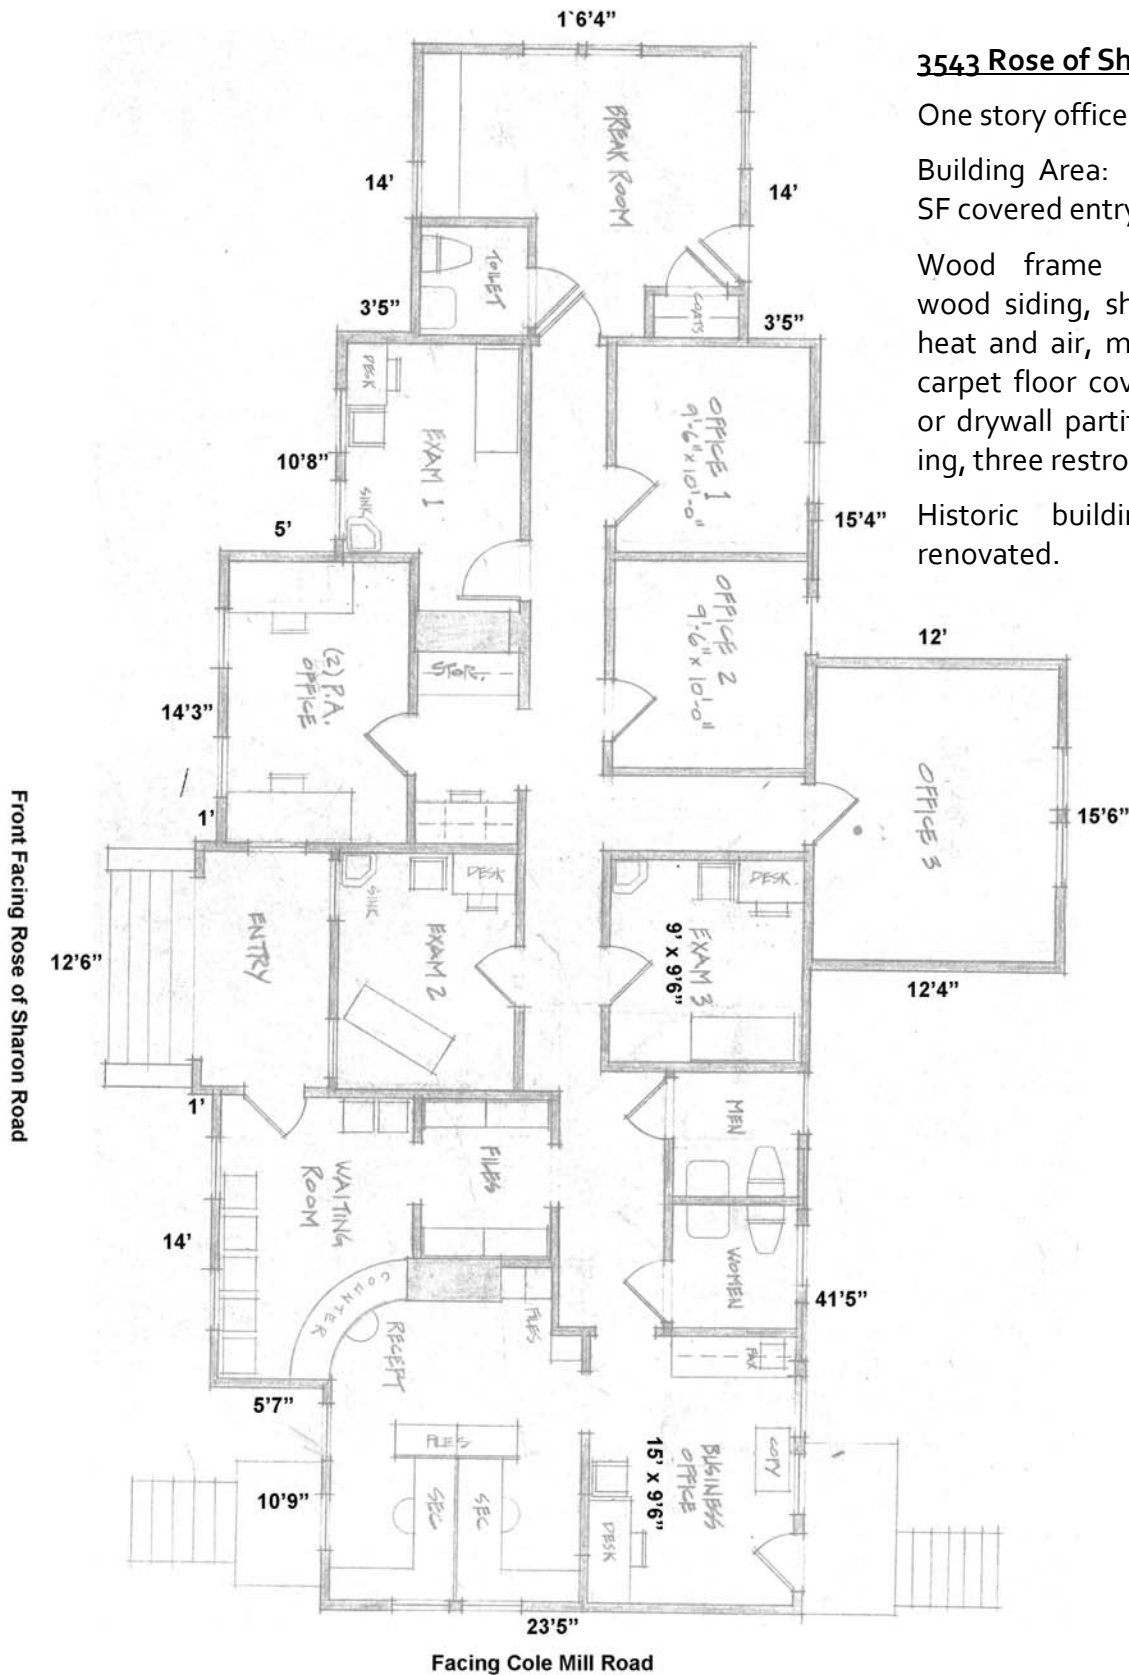 1`6'4"
3543 Rose of Sh
One story office
Building Area:
SF covered entry
Wood frame
wood siding, sh
heat and air, m
carpet floor cov
or drywall partit
ing, three restro
Historic buildin
renovated.
BREAK ROOM
14'
14'
TOILET
COATS
3'5"
3'5"
DESK
EXAM 1
SINK
10'8"
5'
OFFICE 1
9'-6" x 10'-0"
15'4"
OFFICE 2
9'-6" x 10'-0"
STOR.
(2) P.A.
OFFICE
14'3"
1'
12'
OFFICE 3
15'6"
12'4"
Front Facing Rose of Sharon Road
12'6"
ENTRY
SINK
DESK
EXAM 2
DESK
EXAM 3
9' x 9'6"
1'
MEN
WOMEN
WAITING
ROOM
FILES
14'
COUNTER
RECEPT
FILES
41'5"
FAX
5'7"
FILES
SEC
SEC
10'9"
BUSINESS
OFFICE
15' x 9'6"
COPY
DESK
23'5"
Facing Cole Mill Road